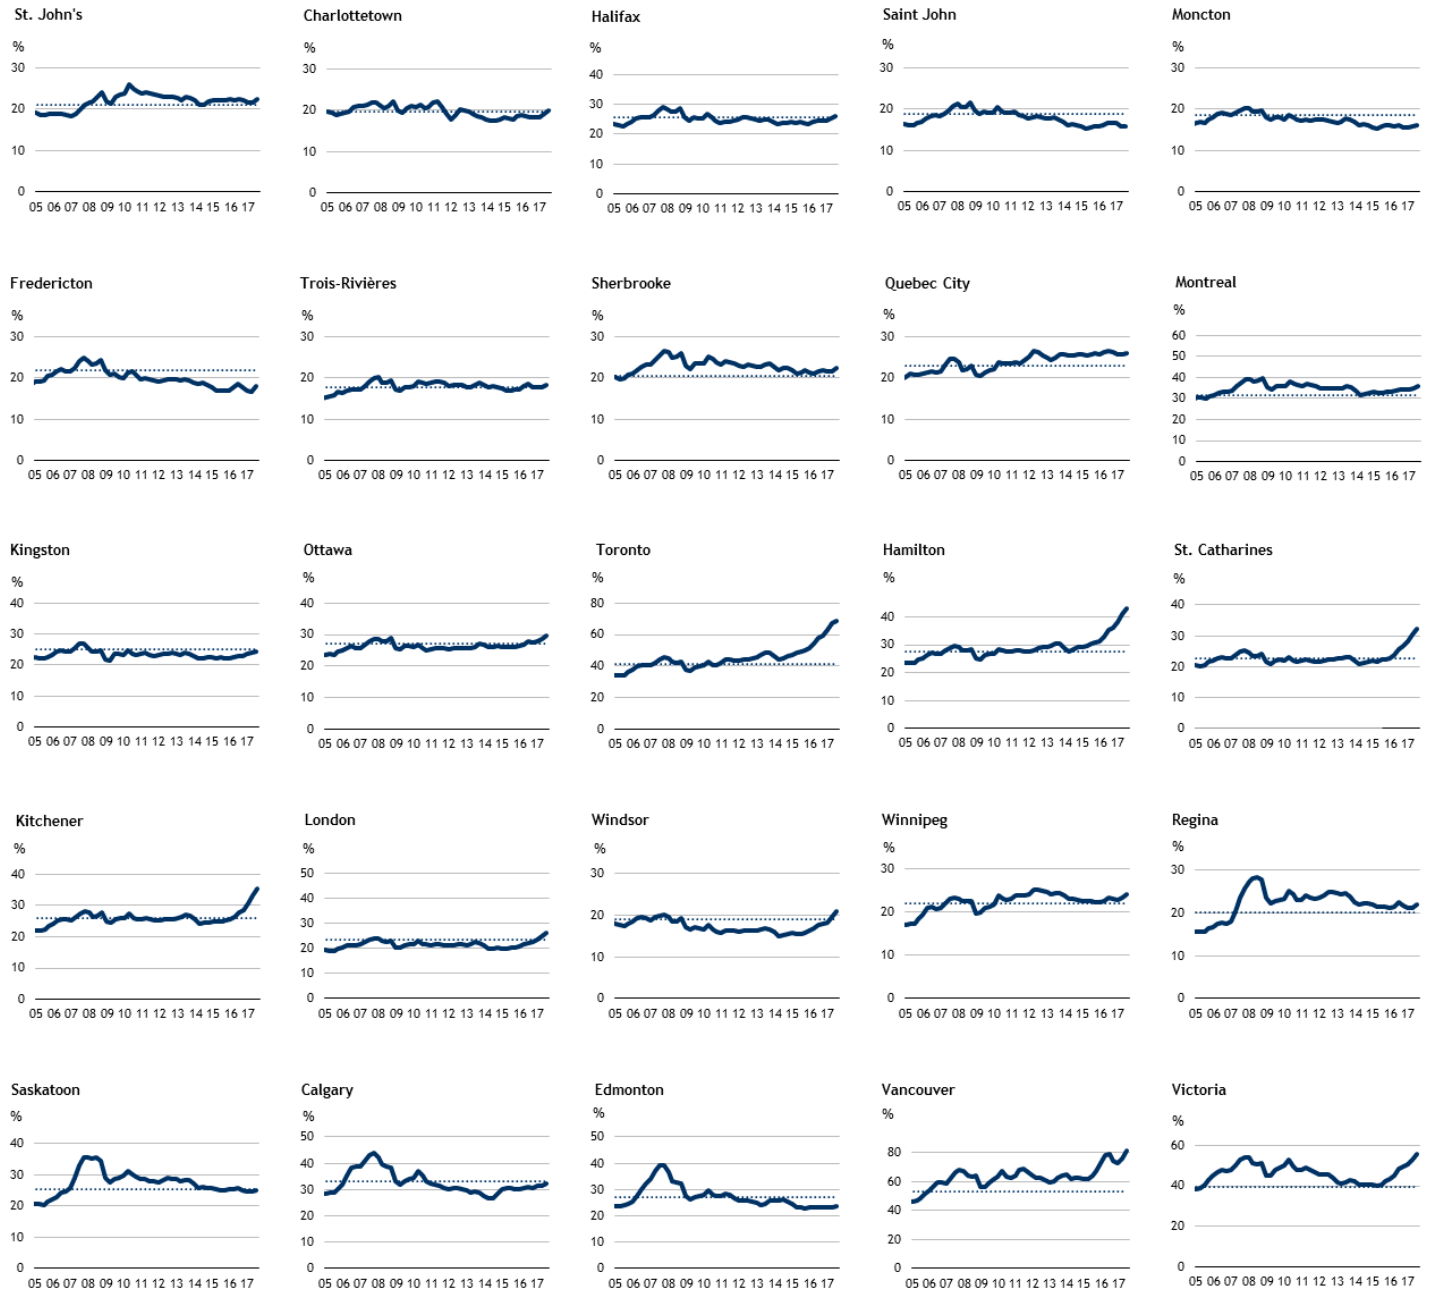 St. John's
%
30
20
10
0
05 06 07 08 09 10 11 12 13 14 15 16 17
Charlottetown
%
30
20
10
0
05 06 07 08 09 10 11 12 13 14 15 16 17
Halifax
%
40
30
20
10
0
05 06 07 08 09 10 11 12 13 14 15 16 17
Saint John
%
30
20
10
0
05 06 07 08 09 10 11 12 13 14 15 16 17
Moncton
%
30
20
10
0
05 06 07 08 09 10 11 12 13 14 15 16 17
Fredericton
%
30
20
10
0
05 06 07 08 09 10 11 12 13 14 15 16 17
Trois-Rivières
%
30
20
10
0
05 06 07 08 09 10 11 12 13 14 15 16 17
Sherbrooke
%
30
20
10
0
05 06 07 08 09 10 11 12 13 14 15 16 17
Quebec City
%
30
20
10
0
05 06 07 08 09 10 11 12 13 14 15 16 17
Montreal
%
60
50
40
30
20
10
0
05 06 07 08 09 10 11 12 13 14 15 16 17
Kingston
%
40
30
20
10
0
05 06 07 08 09 10 11 12 13 14 15 16 17
Ottawa
%
40
30
20
10
0
05 06 07 08 09 10 11 12 13 14 15 16 17
Toronto
%
80
60
40
20
0
05 06 07 08 09 10 11 12 13 14 15 16 17
Hamilton
%
40
30
20
10
0
05 06 07 08 09 10 11 12 13 14 15 16 17
St. Catharines
%
40
30
20
10
0
05 06 07 08 09 10 11 12 13 14 15 16 17
Kitchener
%
40
30
20
10
0
05 06 07 08 09 10 11 12 13 14 15 16 17
London
%
50
40
30
20
10
0
05 06 07 08 09 10 11 12 13 14 15 16 17
Windsor
%
30
20
10
0
05 06 07 08 09 10 11 12 13 14 15 16 17
Winnipeg
%
30
20
10
0
05 06 07 08 09 10 11 12 13 14 15 16 17
Regina
%
30
20
10
0
05 06 07 08 09 10 11 12 13 14 15 16 17
Saskatoon
%
40
30
20
10
0
05 06 07 08 09 10 11 12 13 14 15 16 17
Calgary
%
50
40
30
20
10
0
05 06 07 08 09 10 11 12 13 14 15 16 17
Edmonton
%
50
40
30
20
10
0
05 06 07 08 09 10 11 12 13 14 15 16 17
Vancouver
%
80
60
40
20
0
05 06 07 08 09 10 11 12 13 14 15 16 17
Victoria
%
60
40
20
0
05 06 07 08 09 10 11 12 13 14 15 16 17